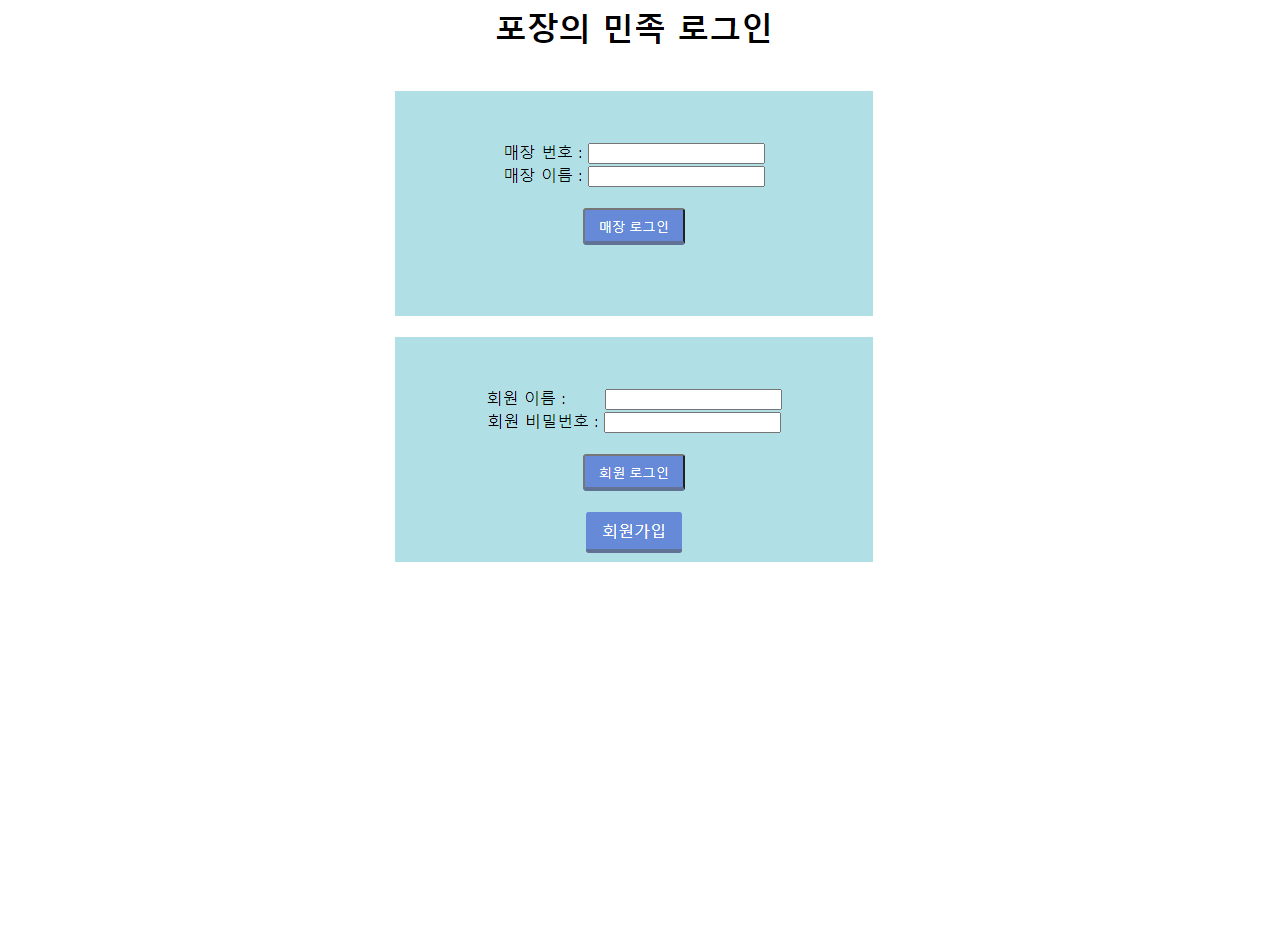 포장의 민족 로그인
매장 번호 :
매장 이름 :
매장 로그인
회원 이름 :
회원 비밀번호 :
회원 로그인
회원가입